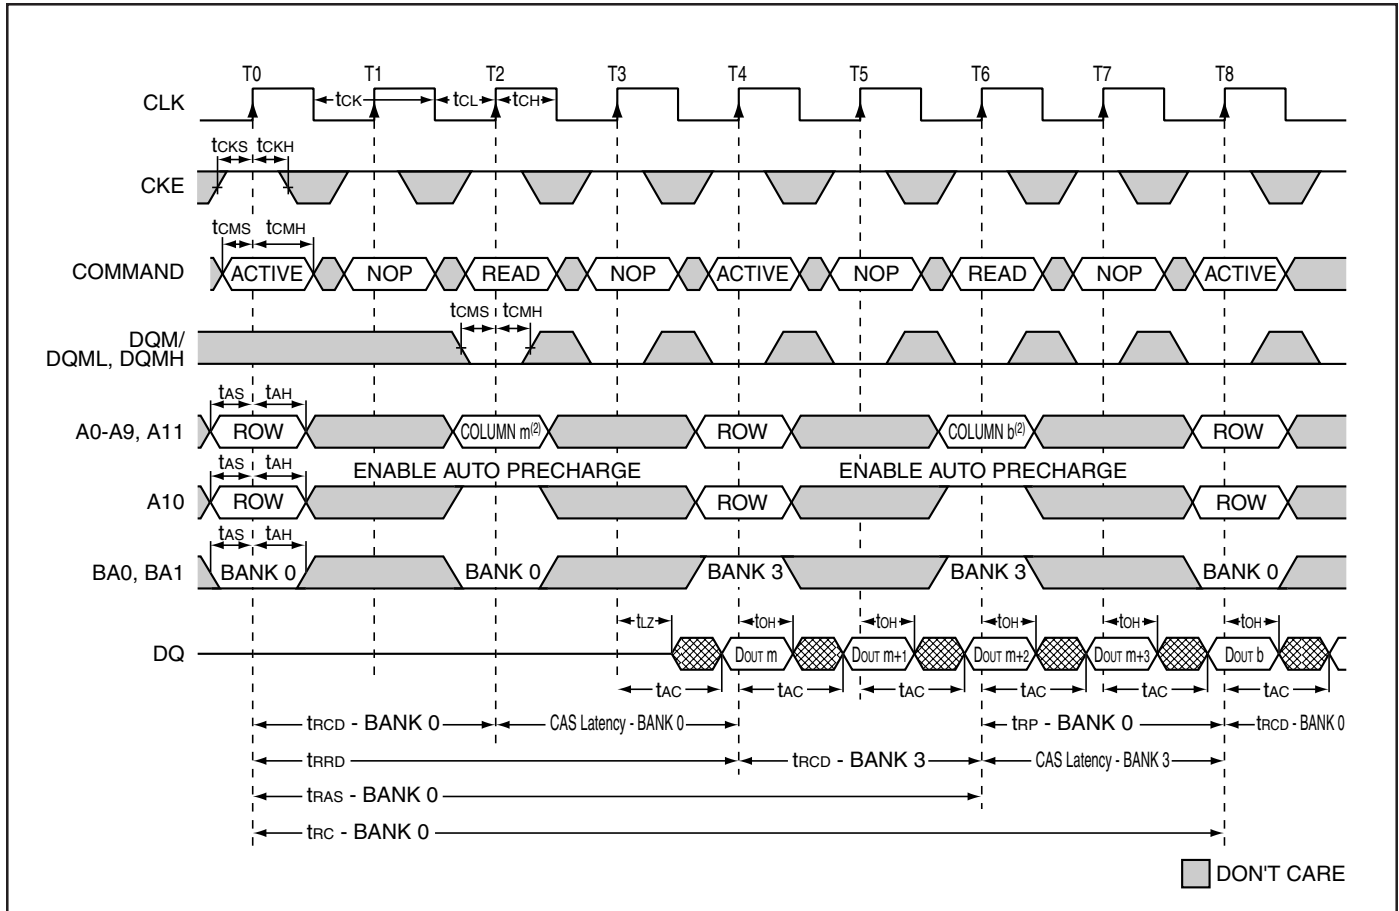 T0 T1 T2 T3 T4 T5 T6 T7 T8
CLK tCK tCL tCH
tCKS tCKH
CKE
tCMS tCMH
COMMAND ACTIVE NOP READ NOP ACTIVE NOP READ NOP ACTIVE
tCMS tCMH
DQM/
DQML, DQMH
tAS tAH
A0-A9, A11 ROW COLUMN m(2) ROW COLUMN b(2) ROW
tAS tAH ENABLE AUTO PRECHARGE ENABLE AUTO PRECHARGE
A10 ROW ROW ROW
tAS tAH
BA0, BA1 BANK 0 BANK 0 BANK 3 BANK 3 BANK 0
tLZ tOH tOH tOH tOH tOH
DQ DOUT m DOUT m+1 DOUT m+2 DOUT m+3 DOUT b
tAC tAC tAC tAC tAC tAC
tRCD - BANK 0 CAS Latency - BANK 0 tRP - BANK 0 tRCD - BANK 0
tRRD tRCD - BANK 3 CAS Latency - BANK 3
tRAS - BANK 0
tRC - BANK 0
DON'T CARE